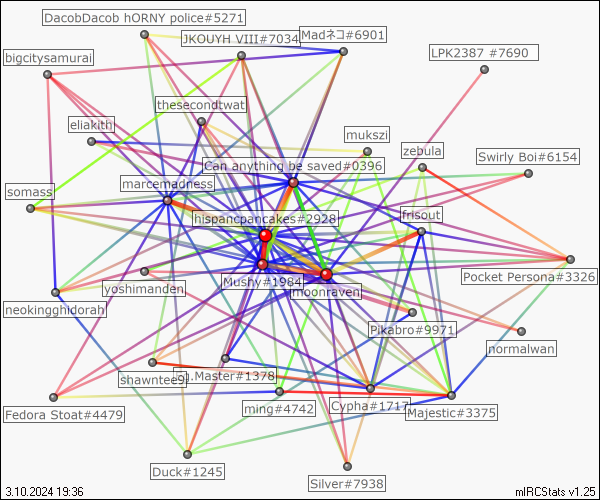 DacobDacob hORNY police#5271
JKOUYH VIII#7034
Madネコ#6901
LPK2387 #7690
bigcitysamurai
thesecondtwat
eliakith
mukszi
zebula
Can anything be saved#0396
Swirly Boi#6154
marcemadness
somass
hispancpancakes#2928
frisout
Mushy#1984
Pocket Persona#3326
yoshimanden
moonraven
neokingghidorah
Pikabro#9971
normalwan
shawntee9
.Master#1378
Cypha#1717
ming#4742
Majestic#3375
Fedora Stoat#4479
Duck#1245
Silver#7938
3.10.2024 19:36
mIRCStats v1.25